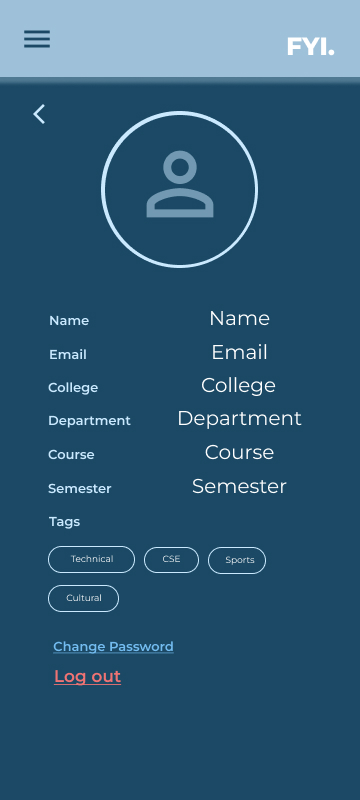 FYI.
Name Name
Email Email
College College
Department Department
Course Course
Semester Semester
Tags
Technical CSE Sports
Cultural
Change Password
Log out